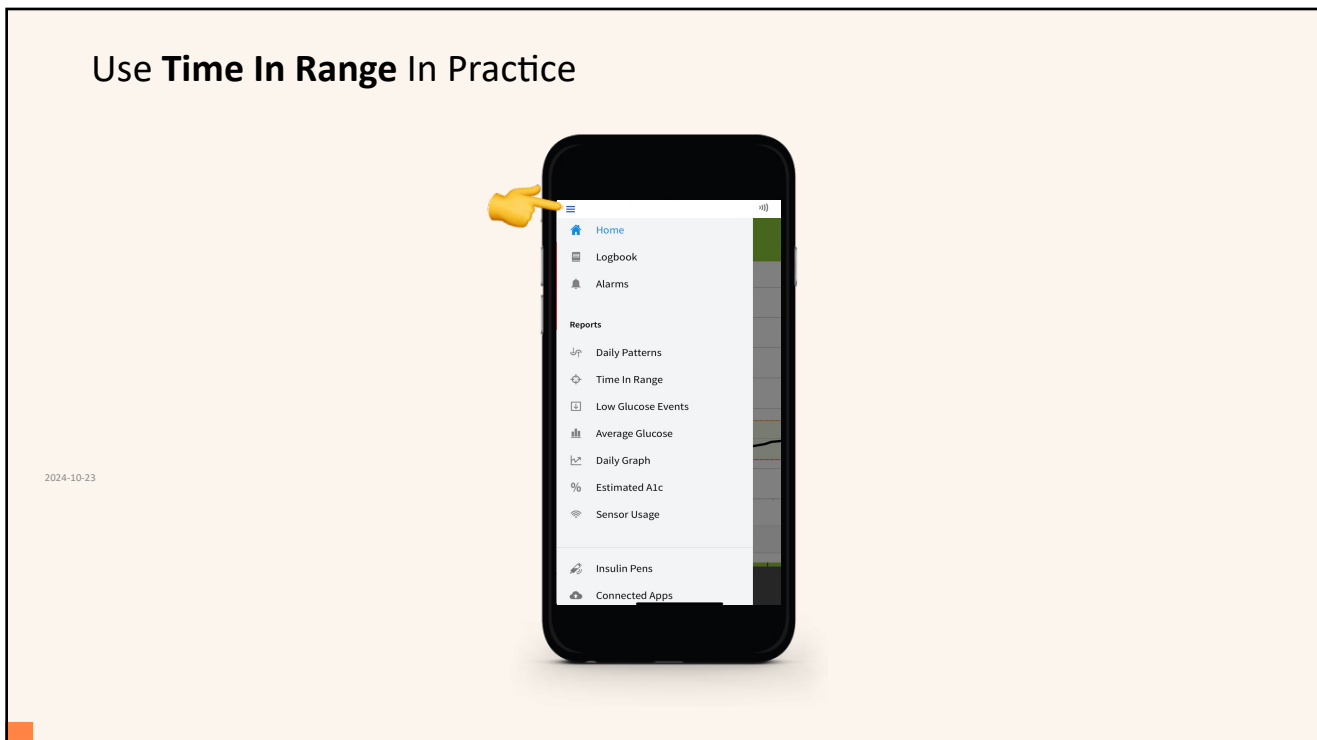 Use Time In Range In Practice
Home
Logbook
Alarms
Reports
Daily Patterns
Time In Range
Low Glucose Events
Average Glucose
Daily Graph
Estimated A1c
Sensor Usage
Insulin Pens
Connected Apps
2024-10-23